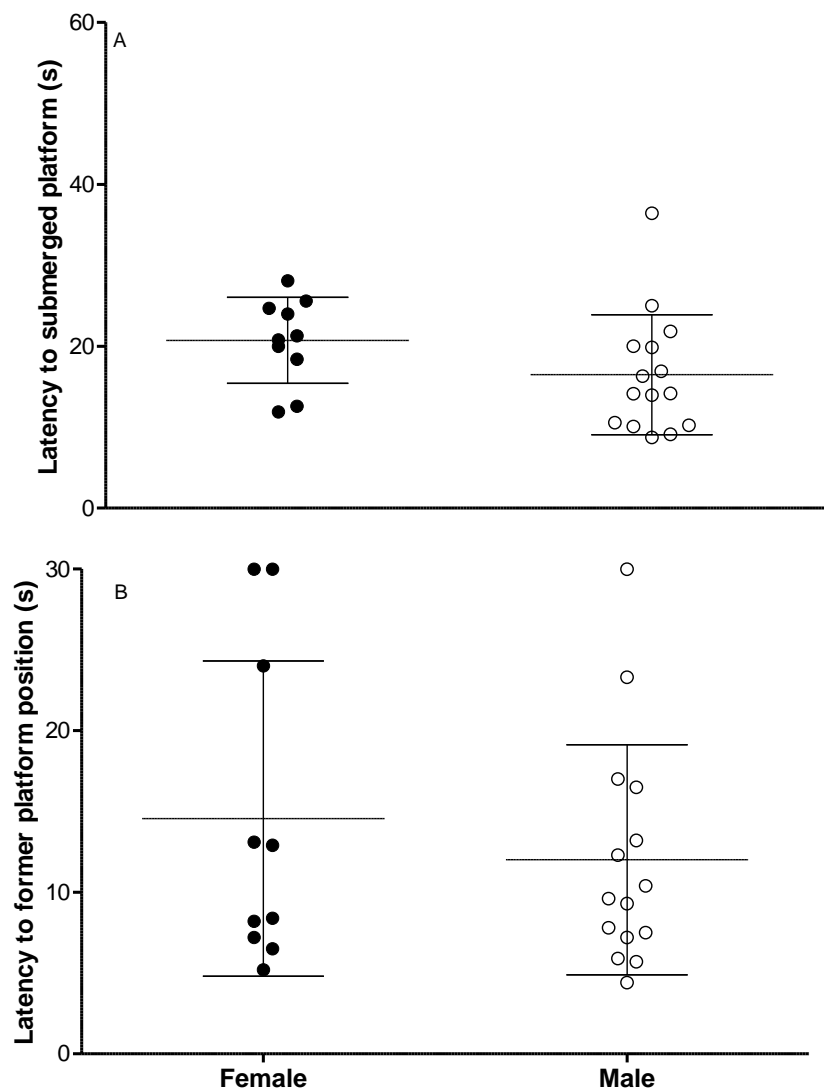 60
A
Latency to submerged platform (s)
40
20
0
30
B
Latency to former platform position (s)
20
10
0
Female
Male